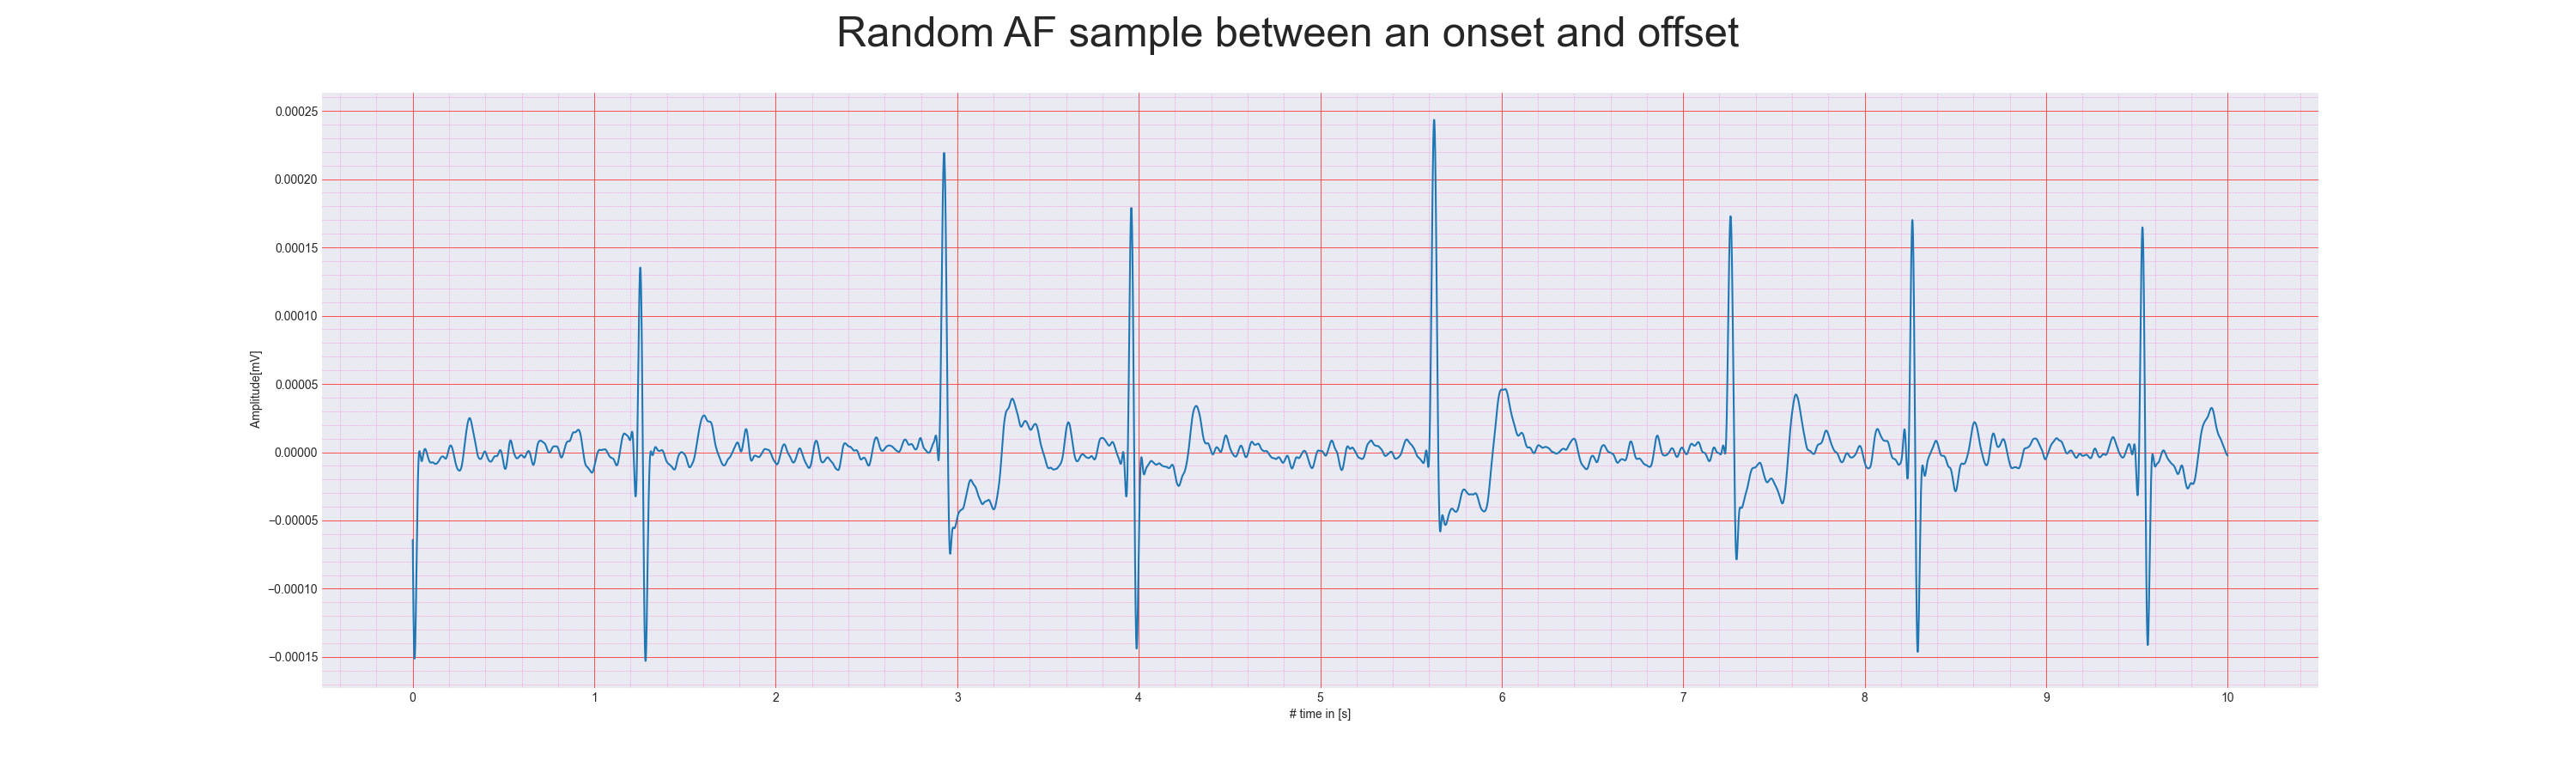 Random AF sample between an onset and offset
0.00025
0.00020
0.00015
0.00010
0.00005
0.00000
−0.00005
−0.00010
−0.00015
Amplitude[mV]
0 1 2 3 4 5 6 7 8 9 10
# time in [s]